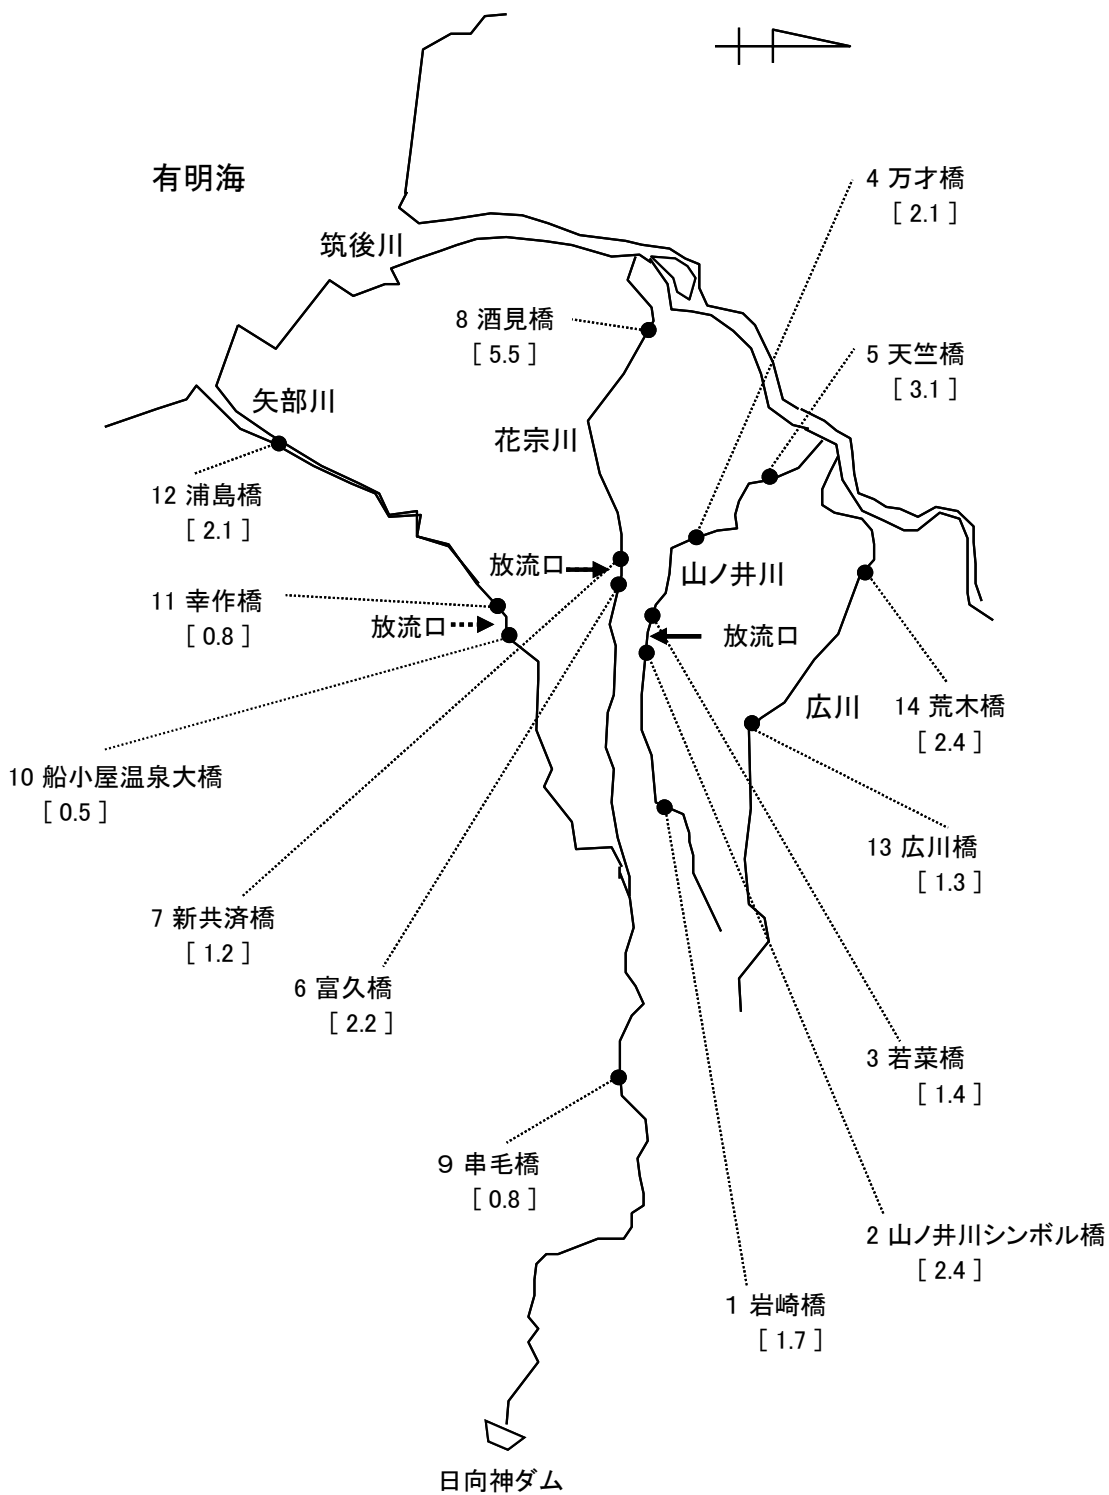 有明海
4 万才橋
[ 2.1 ]
筑後川
8 酒見橋
[ 5.5 ]
5 天竺橋
[ 3.1 ]
矢部川
花宗川
12 浦島橋
[ 2.1 ]
放流口
山ノ井川
11 幸作橋
[ 0.8 ]
放流口
放流口
広川
14 荒木橋
[ 2.4 ]
10 船小屋温泉大橋
[ 0.5 ]
13 広川橋
[ 1.3 ]
7 新共済橋
[ 1.2 ]
6 富久橋
[ 2.2 ]
3 若菜橋
[ 1.4 ]
９ 串毛橋
[ 0.8 ]
2 山ノ井川シンボル橋
[ 2.4 ]
1 岩崎橋
[ 1.7 ]
日向神ダム